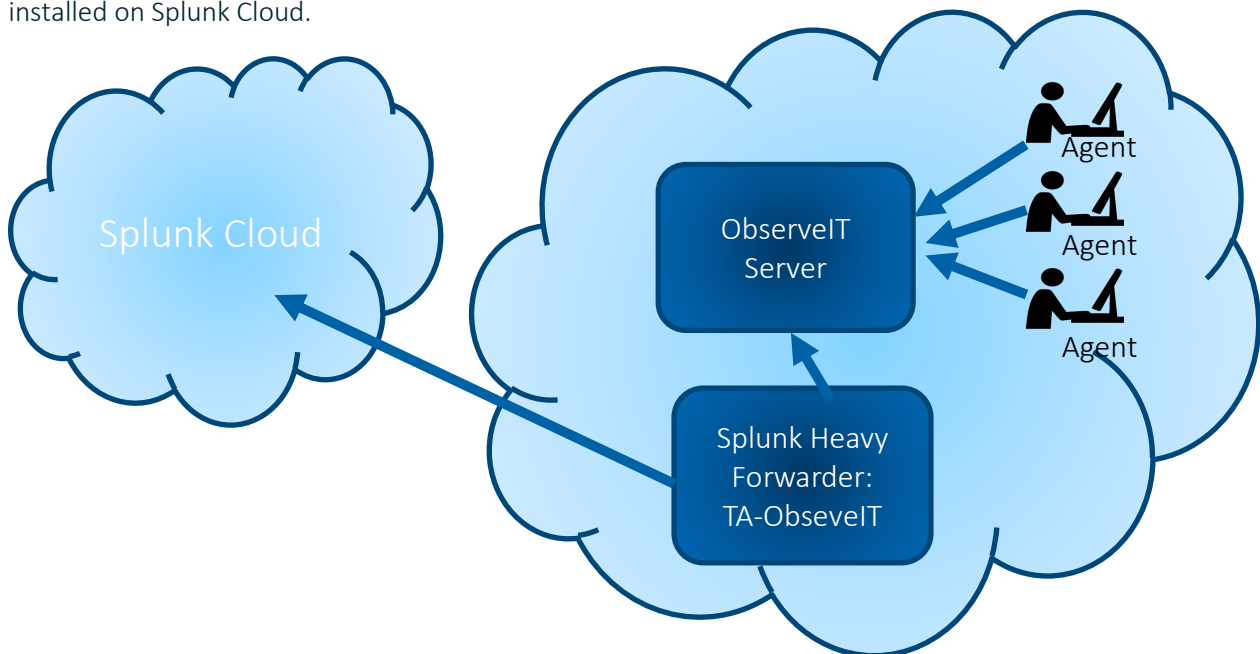 installed on Splunk Cloud.
Splunk Cloud
ObserveIT
Server
Agent
Agent
Agent
Splunk Heavy
Forwarder:
TA-ObseveIT